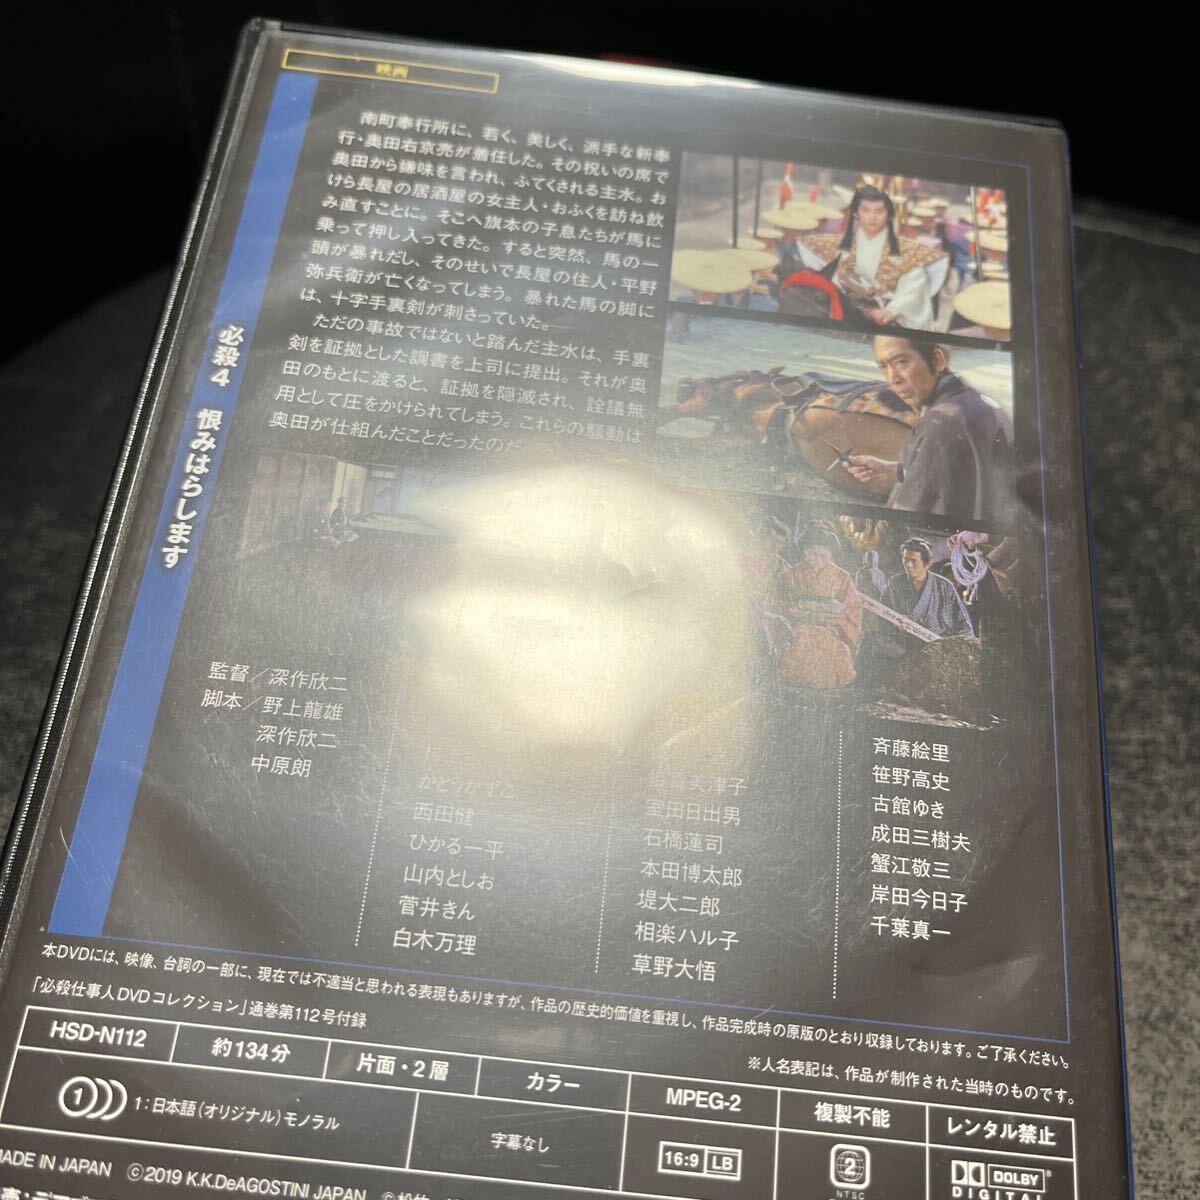 映画
南町奉行所に、若く、美しく、派手な新奉
行・奥田右京亮が着任した。その祝いの席で
奥田から嫌味を言われ、ふてくされる主水。お
けら長屋の居酒屋の女主人・おふくを訪ね飲
み直すことに。そこへ旗本の子息たちが馬に
乗って押し入ってきた。すると突然、馬の一
頭が暴れだし、そのせいで長屋の住人・平野
弥兵衛が亡くなってしまう。暴れた馬の脚に
は、十字手裏剣が刺さっていた。
ただの事故ではないと踏んだ主水は、手裏
剣を証拠とした調書を上司に提出。それが奥
田のもとに渡ると、証拠を隠滅され、詮議無
用として圧をかけられてしまう。これらの騒動は
奥田が仕組んだことだったのだ
必殺4 恨みはらします
監督／深作欣二
脚本／野上龍雄
深作欣二
中原朗
西田健
ひかる一平
山内としお
菅井きん
白木万理
美津子
室田日出男
石橋蓮司
本田博太郎
堤大二郎
相楽ハル子
草野大悟
斉藤絵里
笹野高史
古館ゆき
成田三樹夫
蟹江敬三
岸田今日子
千葉真一
本DVDには、映像、台詞の一部に、現在では不適当と思われる表現もありますが、作品の歴史的価値を重視し、作品完成時の原版のとおり収録しております。ご了承ください。
「必殺仕事人DVDコレクション」通巻第112号付録
※人名表記は、作品が制作された当時のものです。
HSD-N112
約134分
片面・2層
カラー
MPEG-2
複製不能
レンタル禁止
1
1:日本語(オリジナル)モノラル
字幕なし
16:9 LB
2
NTSC
DOLBY
DIGITAL
MADE IN JAPAN ©2019 K.K.DeAGOSTINI JAPAN